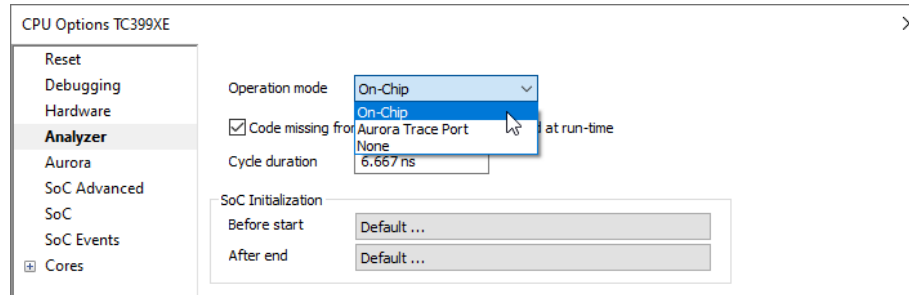 CPU Options TC399XE
Reset
Debugging
Hardware
Analyzer
Aurora
SoC Advanced
SoC
SoC Events
Cores
Operation mode
On-Chip
On-Chip
Aurora Trace Port
None
Code missing at run-time
Cycle duration
6.667 ns
SoC Initialization
Before start
Default ...
After end
Default ...